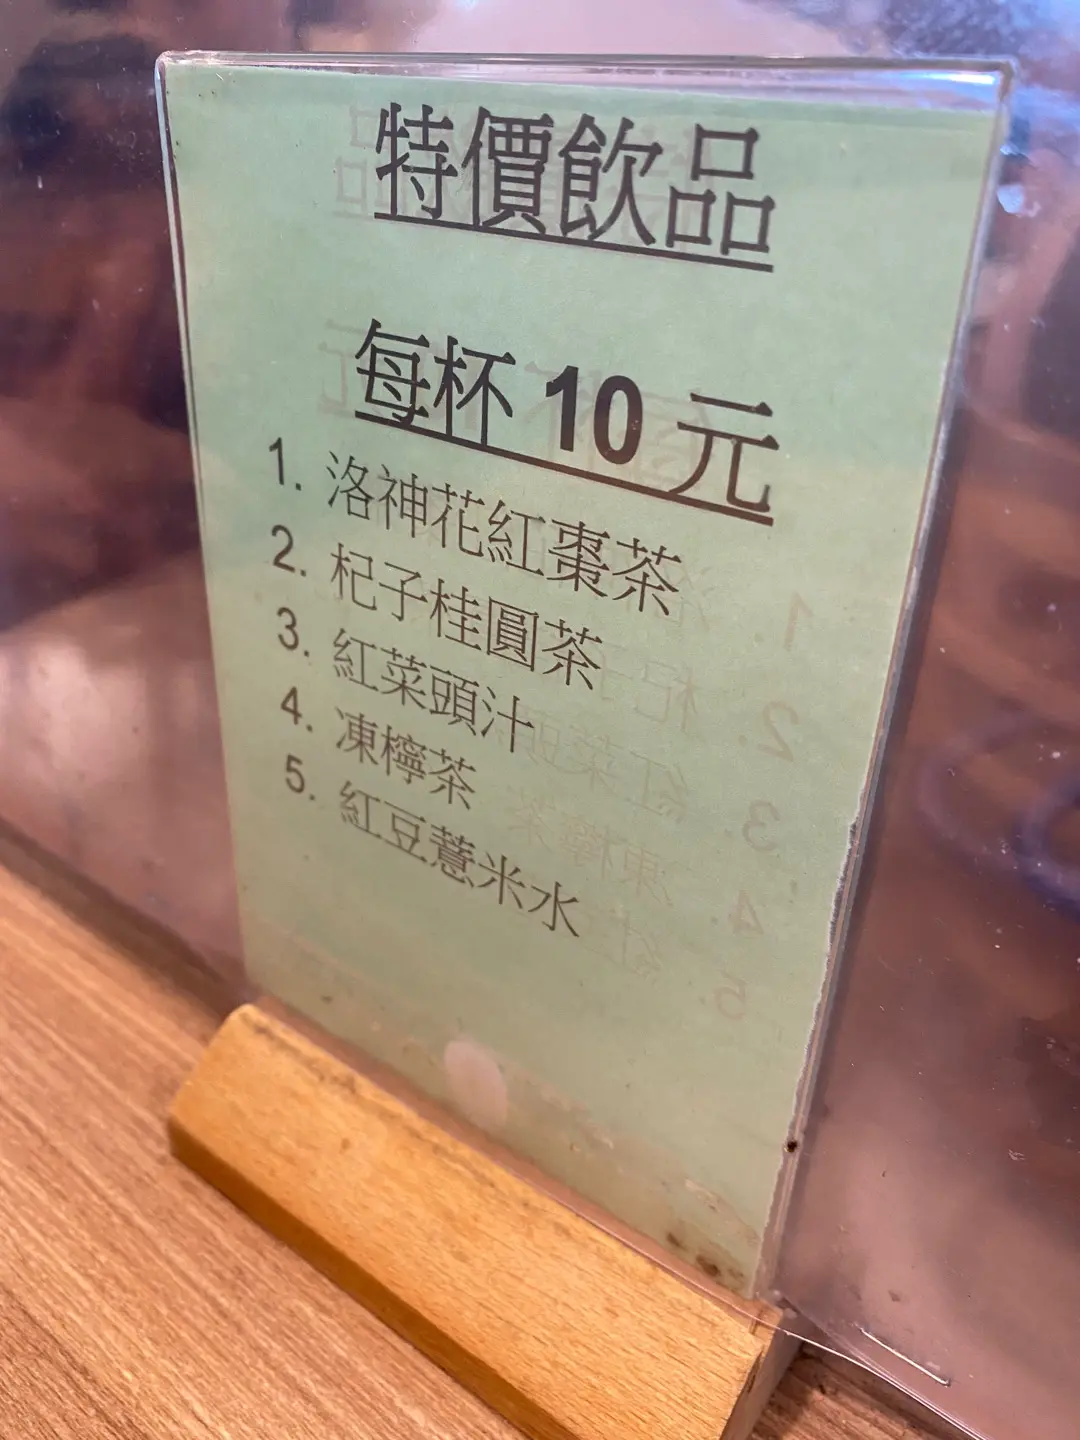 特價飲品
每杯 10 元
1. 洛神花紅棗茶
2. 杞子桂圓茶
3. 紅菜頭汁
4. 凍檸茶
5. 紅豆薏米水